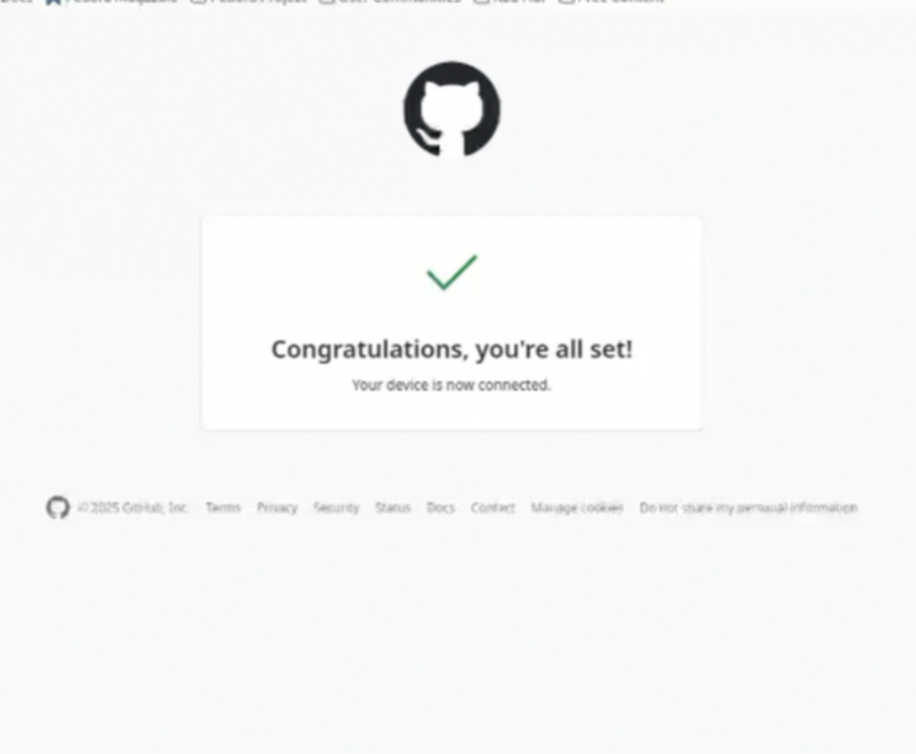 Congratulations, you're all set!
Your device is now connected.
© 2025 GitHub, Inc. Terms Privacy Security Status Docs Contact Manage cookies Do not share my personal information